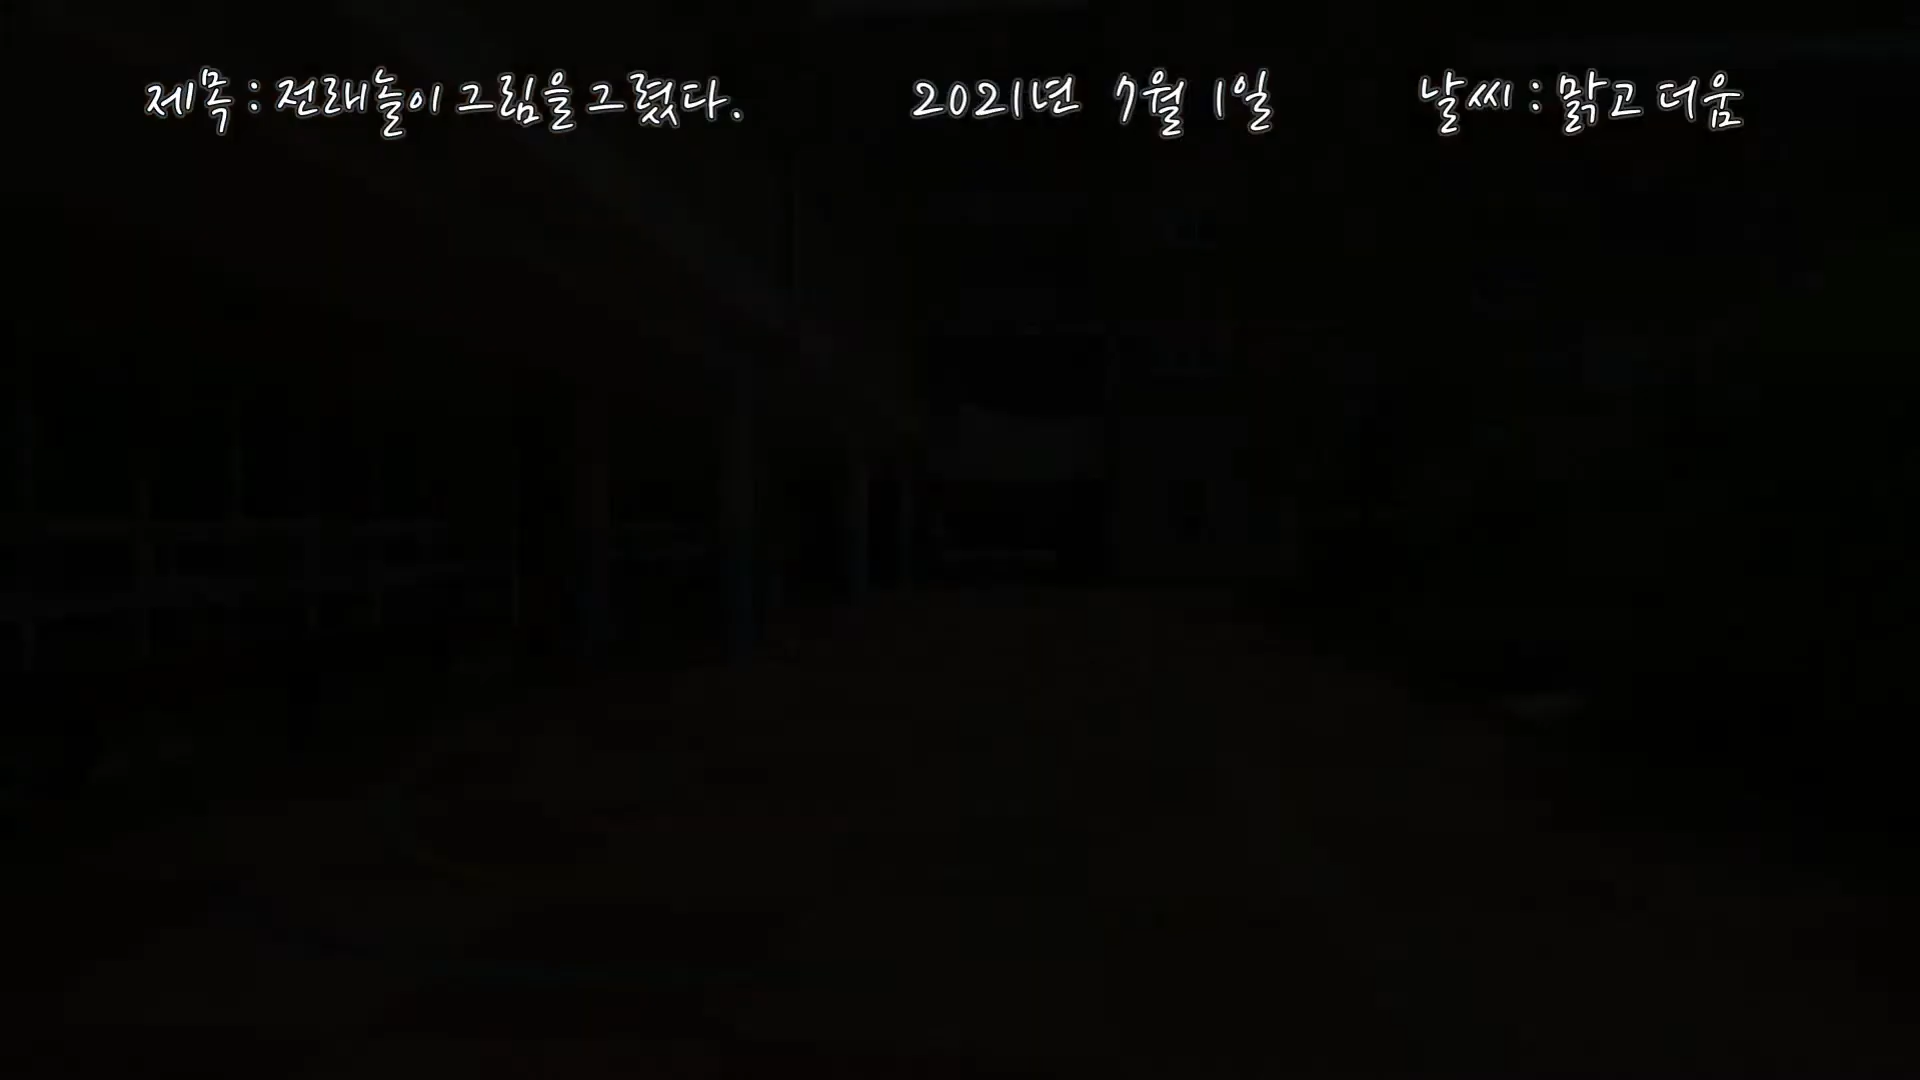 제목 : 전래놀이 그림을 그렸다. 2021년 7월 1일 날씨 : 맑고 더움